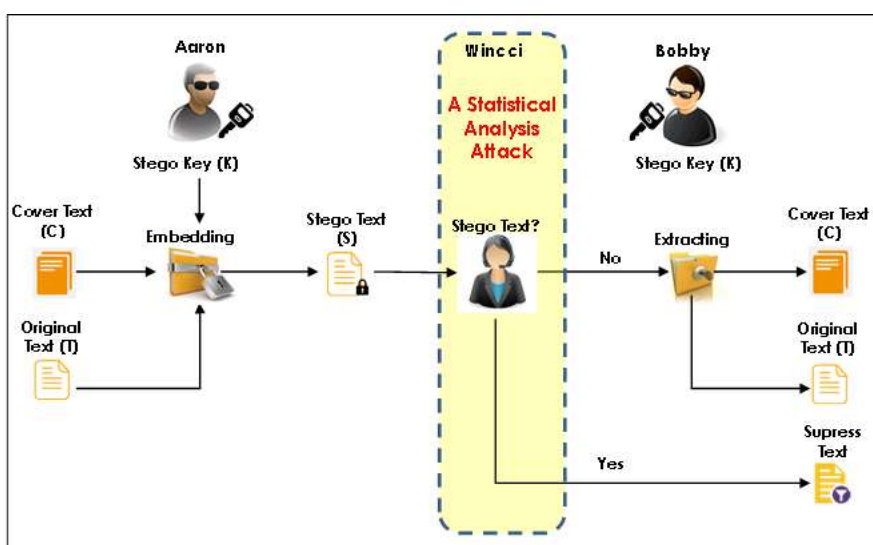 Aaron
Wincci
Bobby
A Statistical
Analysis
Attack
Stego Key (K)
Stego Key (K)
Cover Text
(C)
Embedding
Stego Text
(S)
Stego Text?
Extracting
Cover Text
(C)
No
Original
Text (T)
Original
Text (T)
Supress
Text
Yes